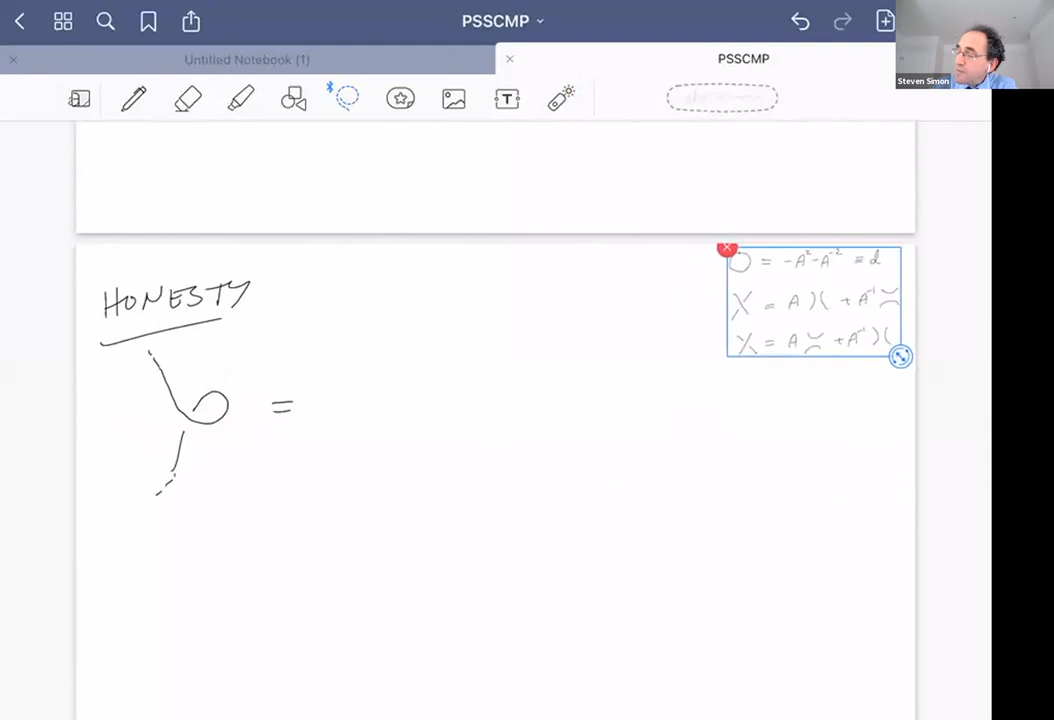 PSSCMP
Untitled Notebook (1)
PSSCMP
Steven Simon
HONESTY
=
O = -A² -A⁻² ≡ d
X = A )( + A⁻¹ ≍
X = A ≍ + A⁻¹ )(